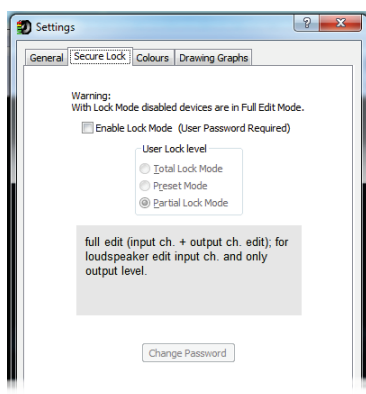 Settings
General Secure Lock Colours Drawing Graphs
Warning:
With Lock Mode disabled devices are in Full Edit Mode.
Enable Lock Mode (User Password Required)
User Lock level
Total Lock Mode
Preset Mode
Partial Lock Mode
full edit (input ch. + output ch. edit); for
loudspeaker edit input ch. and only
output level.
Change Password